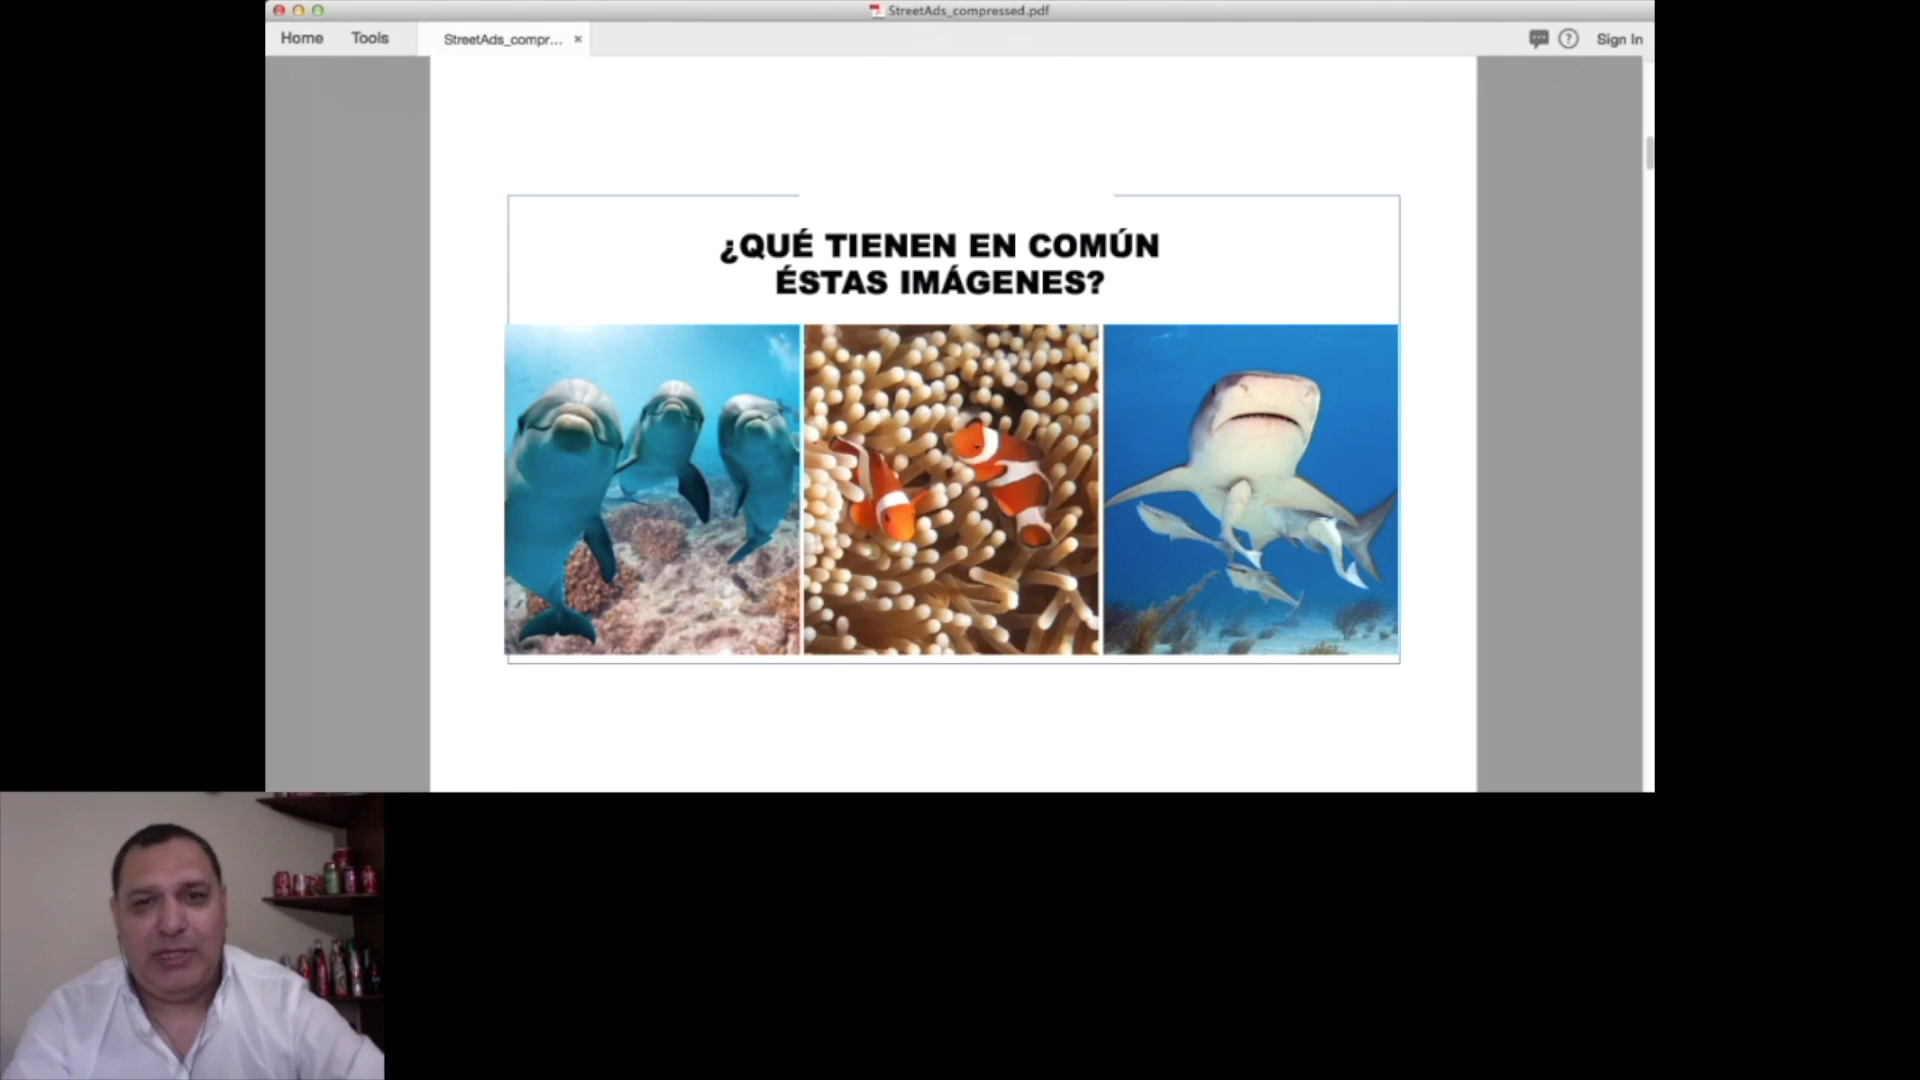 StreetAds_compressed.pdf
Home
Tools
StreetAds_compr...
Sign In
¿QUÉ TIENEN EN COMÚN
ÉSTAS IMÁGENES?